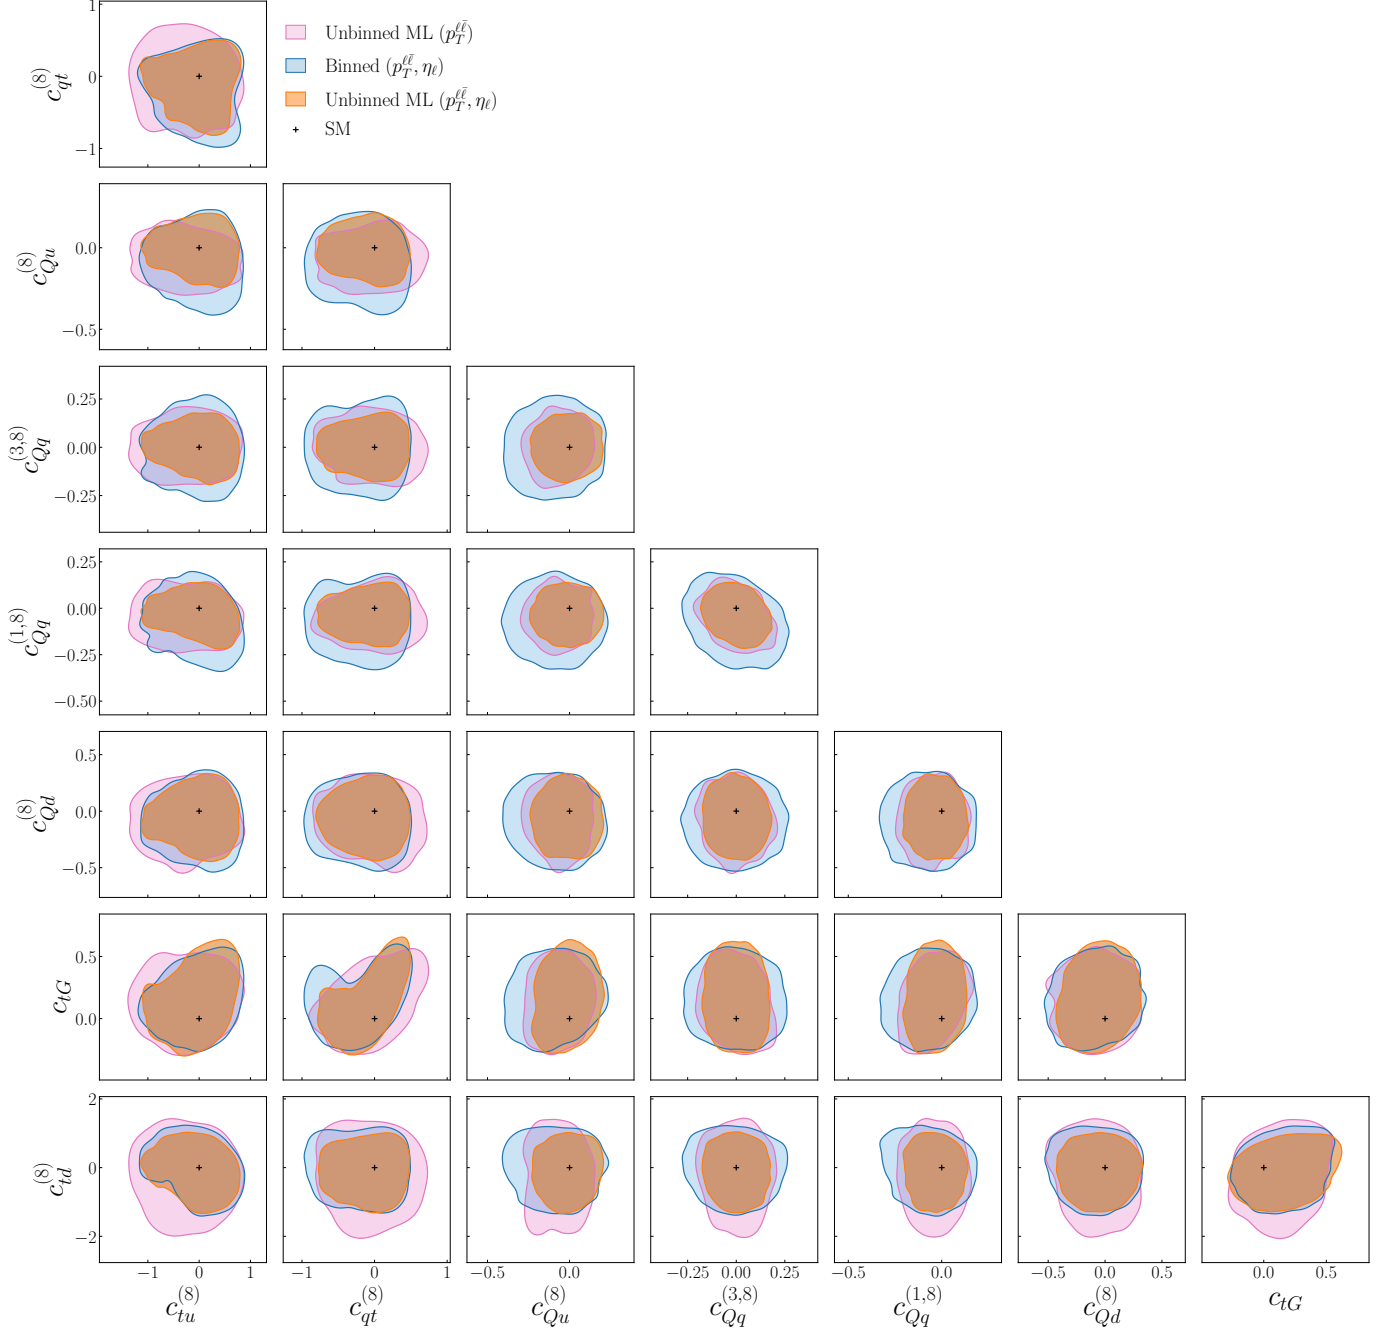 1
0
−1
c_{qt}^{(8)}
Unbinned ML (p_T^{ℓℓ̄})
Binned (p_T^{ℓℓ̄}, η_ℓ)
Unbinned ML (p_T^{ℓℓ̄}, η_ℓ)
SM
0.0
−0.5
c_{Qu}^{(8)}
0.25
0.00
−0.25
c_{Qq}^{(3,8)}
0.25
0.00
−0.25
−0.50
c_{Qq}^{(1,8)}
0.5
0.0
−0.5
c_{Qd}^{(8)}
0.5
0.0
c_{tG}
2
0
−2
c_{td}^{(8)}
−1 0 1 −1 0 1 −0.5 0.0 −0.25 0.00 0.25 −0.5 0.0 −0.5 0.0 0.0 0.5
c_{tu}^{(8)} c_{qt}^{(8)} c_{Qu}^{(8)} c_{Qq}^{(3,8)} c_{Qq}^{(1,8)} c_{Qd}^{(8)} c_{tG}